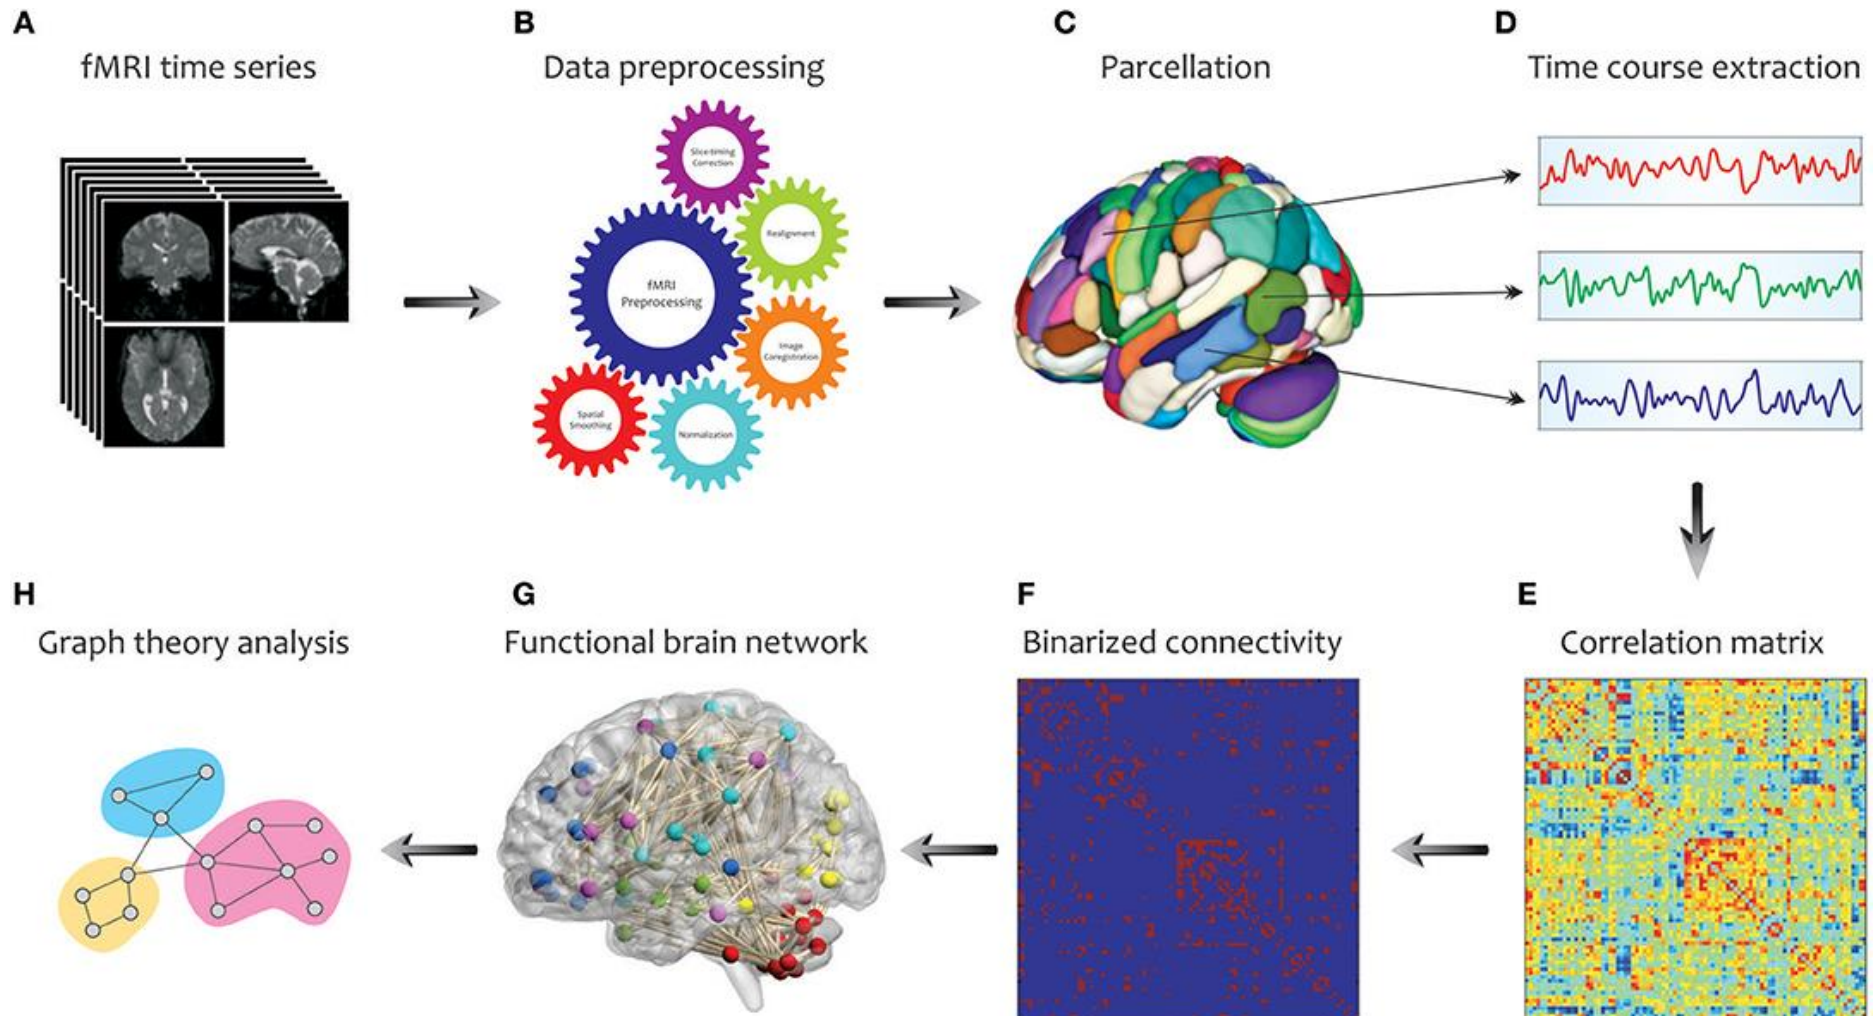 A
fMRI time series
B
Data preprocessing
Slice-timing
Correction
Realignment
fMRI
Preprocessing
Image
Coregistration
Spatial
Smoothing
Normalization
C
Parcellation
D
Time course extraction
H
Graph theory analysis
G
Functional brain network
F
Binarized connectivity
E
Correlation matrix